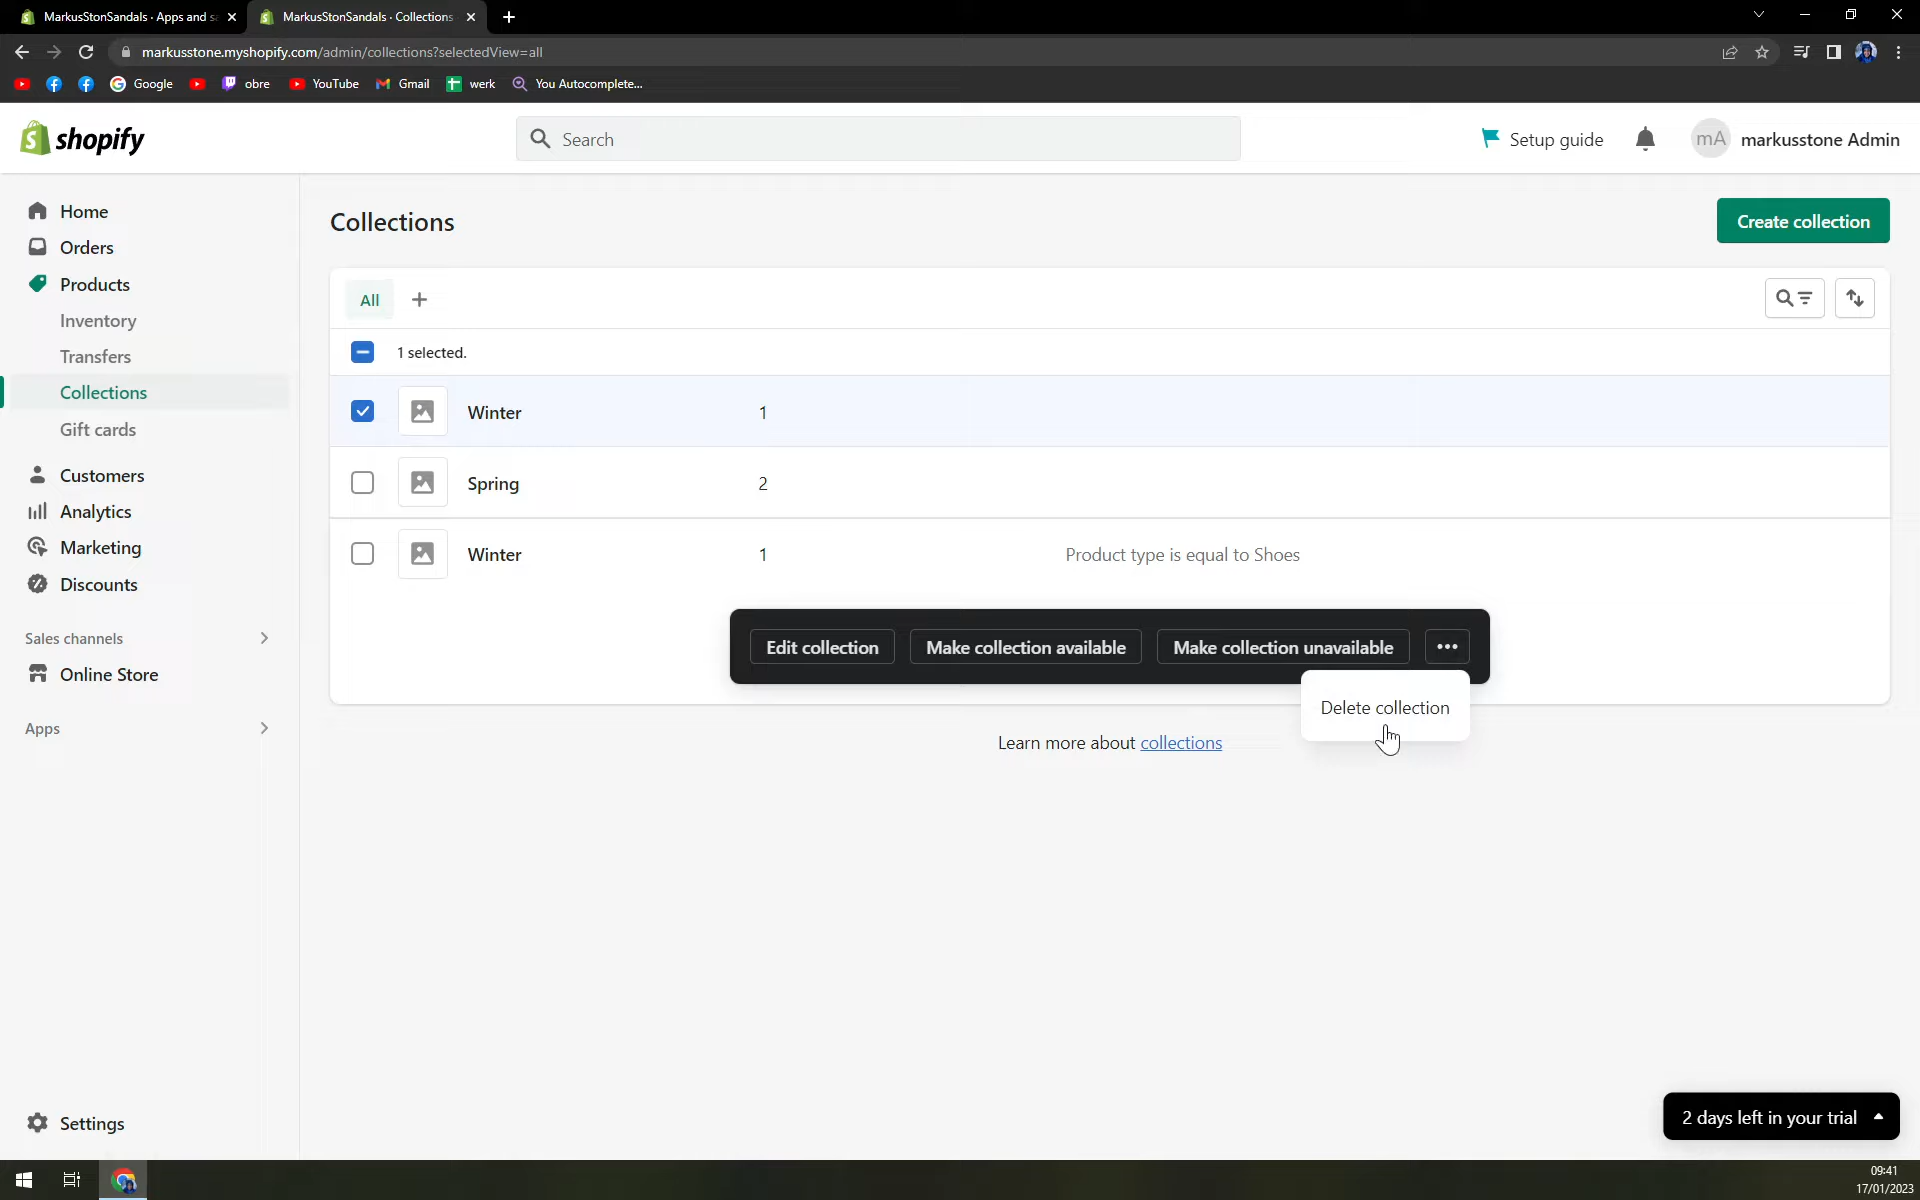 MarkusStonSandals · Apps and s
MarkusStonSandals · Collections
markusstone.myshopify.com/admin/collections?selectedView=all
Google
obre
YouTube
Gmail
werk
You Autocomplete...
shopify
Search
Setup guide
mA
markusstone Admin
Home
Orders
Products
Inventory
Transfers
Collections
Gift cards
Customers
Analytics
Marketing
Discounts
Sales channels
Online Store
Apps
Settings
Collections
Create collection
All
1 selected.
Winter 1
Spring 2
Winter 1 Product type is equal to Shoes
Edit collection
Make collection available
Make collection unavailable
Delete collection
Learn more about collections
2 days left in your trial
09:41
17/01/2023